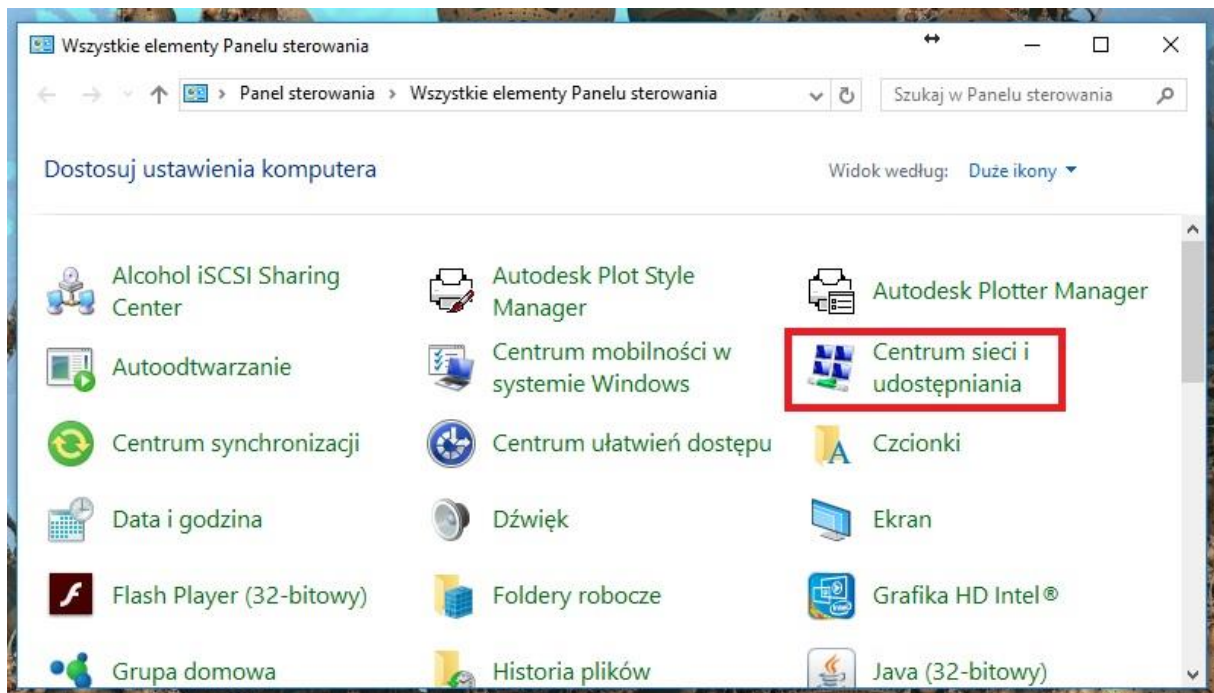 Wszystkie elementy Panelu sterowania
Panel sterowania > Wszystkie elementy Panelu sterowania
Szukaj w Panelu sterowania
Dostosuj ustawienia komputera
Widok według: Duże ikony
Alcohol iSCSI Sharing
Center
Autodesk Plot Style
Manager
Autodesk Plotter Manager
Autoodtwarzanie
Centrum mobilności w
systemie Windows
Centrum sieci i
udostępniania
Centrum synchronizacji
Centrum ułatwień dostępu
Czcionki
Data i godzina
Dźwięk
Ekran
Flash Player (32-bitowy)
Foldery robocze
Grafika HD Intel®
Grupa domowa
Historia plików
Java (32-bitowy)